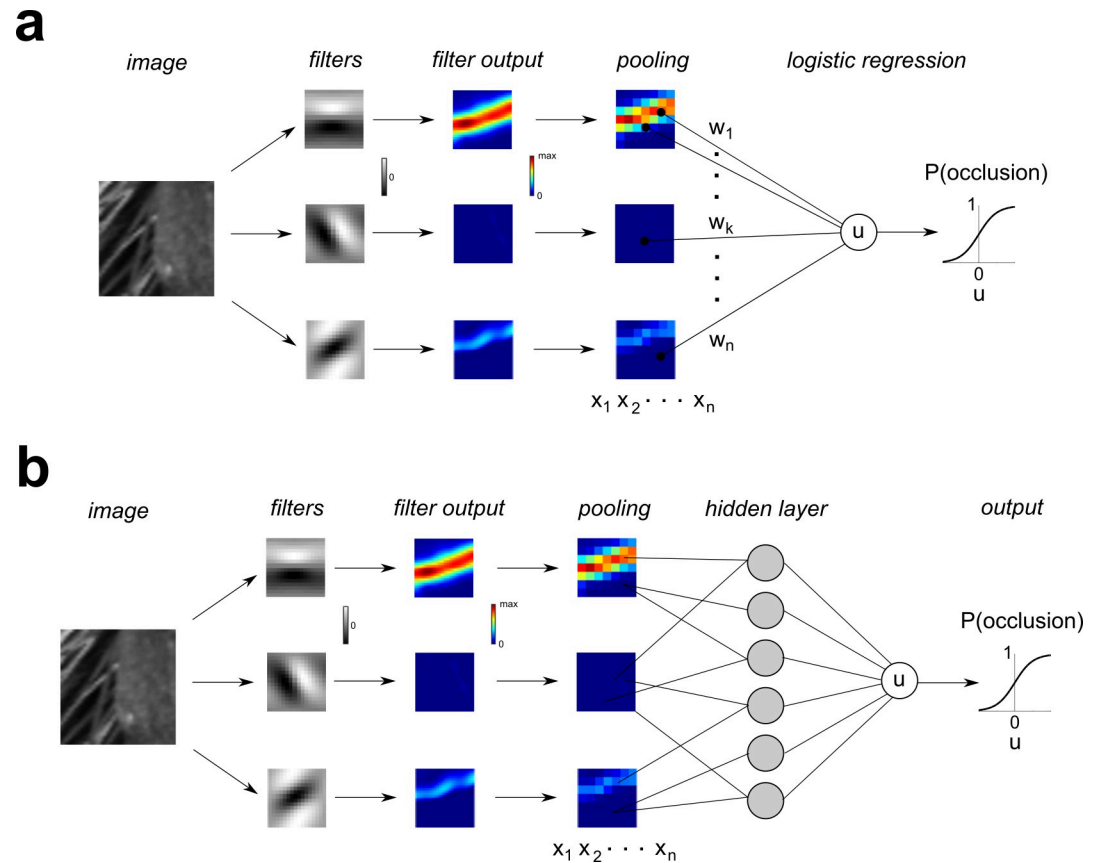 a
image filters filter output pooling logistic regression
w1
max
0
0
P(occlusion)
1
wk
u
0
u
wn
x1 x2 · · · xn
b
image filters filter output pooling hidden layer output
max
0
0
P(occlusion)
1
u
0
u
x1 x2 · · · xn